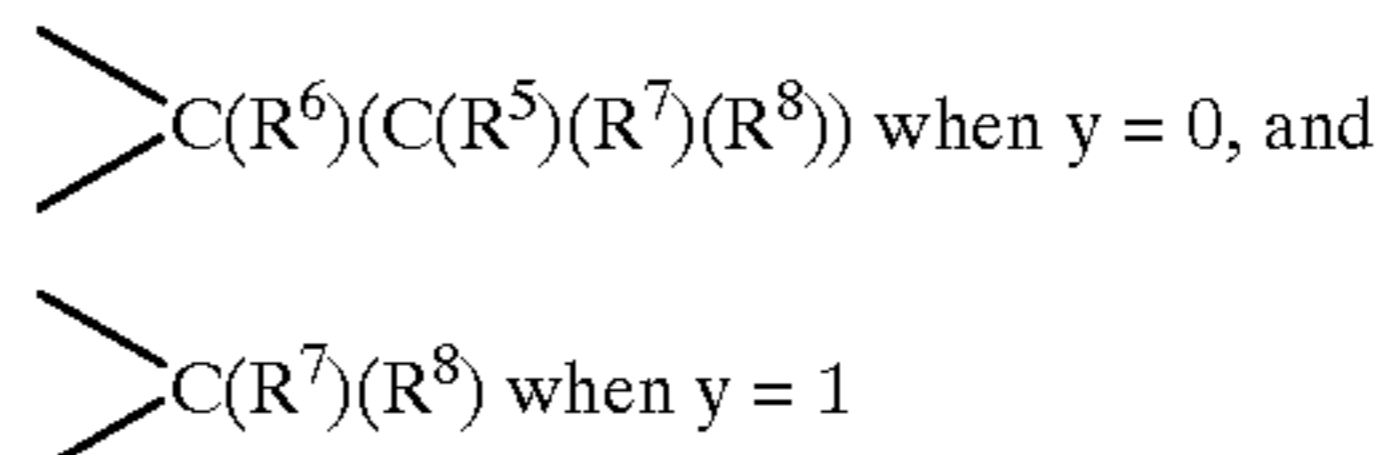 C(R⁶)(C(R⁵)(R⁷)(R⁸)) when y = 0, and
C(R⁷)(R⁸) when y = 1